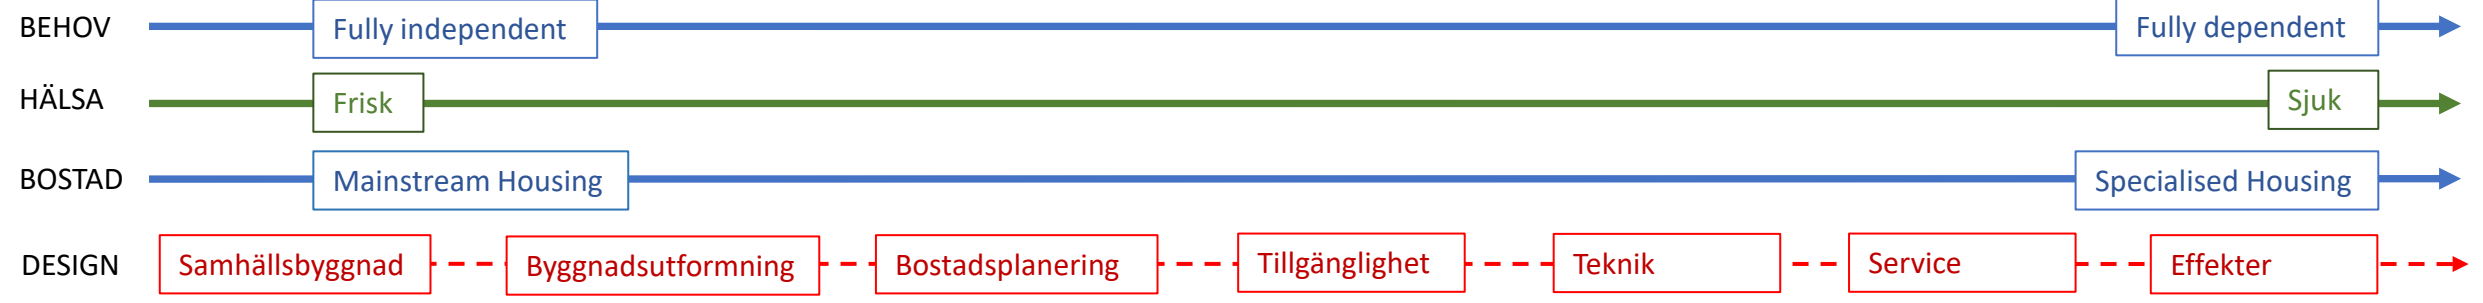 BEHOV Fully independent Fully dependent
HÄLSA Frisk Sjuk
BOSTAD Mainstream Housing Specialised Housing
DESIGN Samhällsbyggnad Byggnadsutformning Bostadsplanering Tillgänglighet Teknik Service Effekter